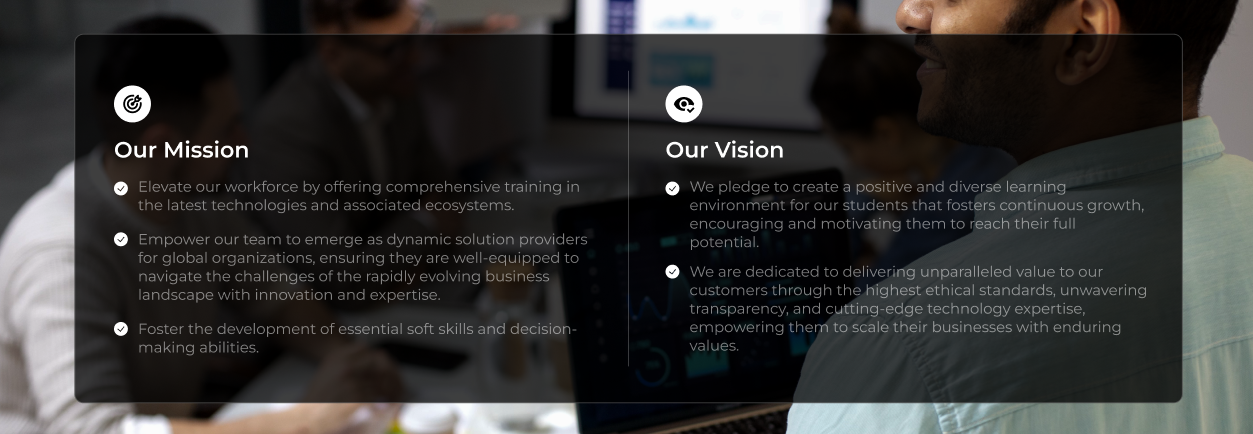 Our Mission
Elevate our workforce by offering comprehensive training in
the latest technologies and associated ecosystems.
Empower our team to emerge as dynamic solution providers
for global organizations, ensuring they are well-equipped to
navigate the challenges of the rapidly evolving business
landscape with innovation and expertise.
Foster the development of essential soft skills and decision-
making abilities.
Our Vision
We pledge to create a positive and diverse learning
environment for our students that fosters continuous growth,
encouraging and motivating them to reach their full
potential.
We are dedicated to delivering unparalleled value to our
customers through the highest ethical standards, unwavering
transparency, and cutting-edge technology expertise,
empowering them to scale their businesses with enduring
values.